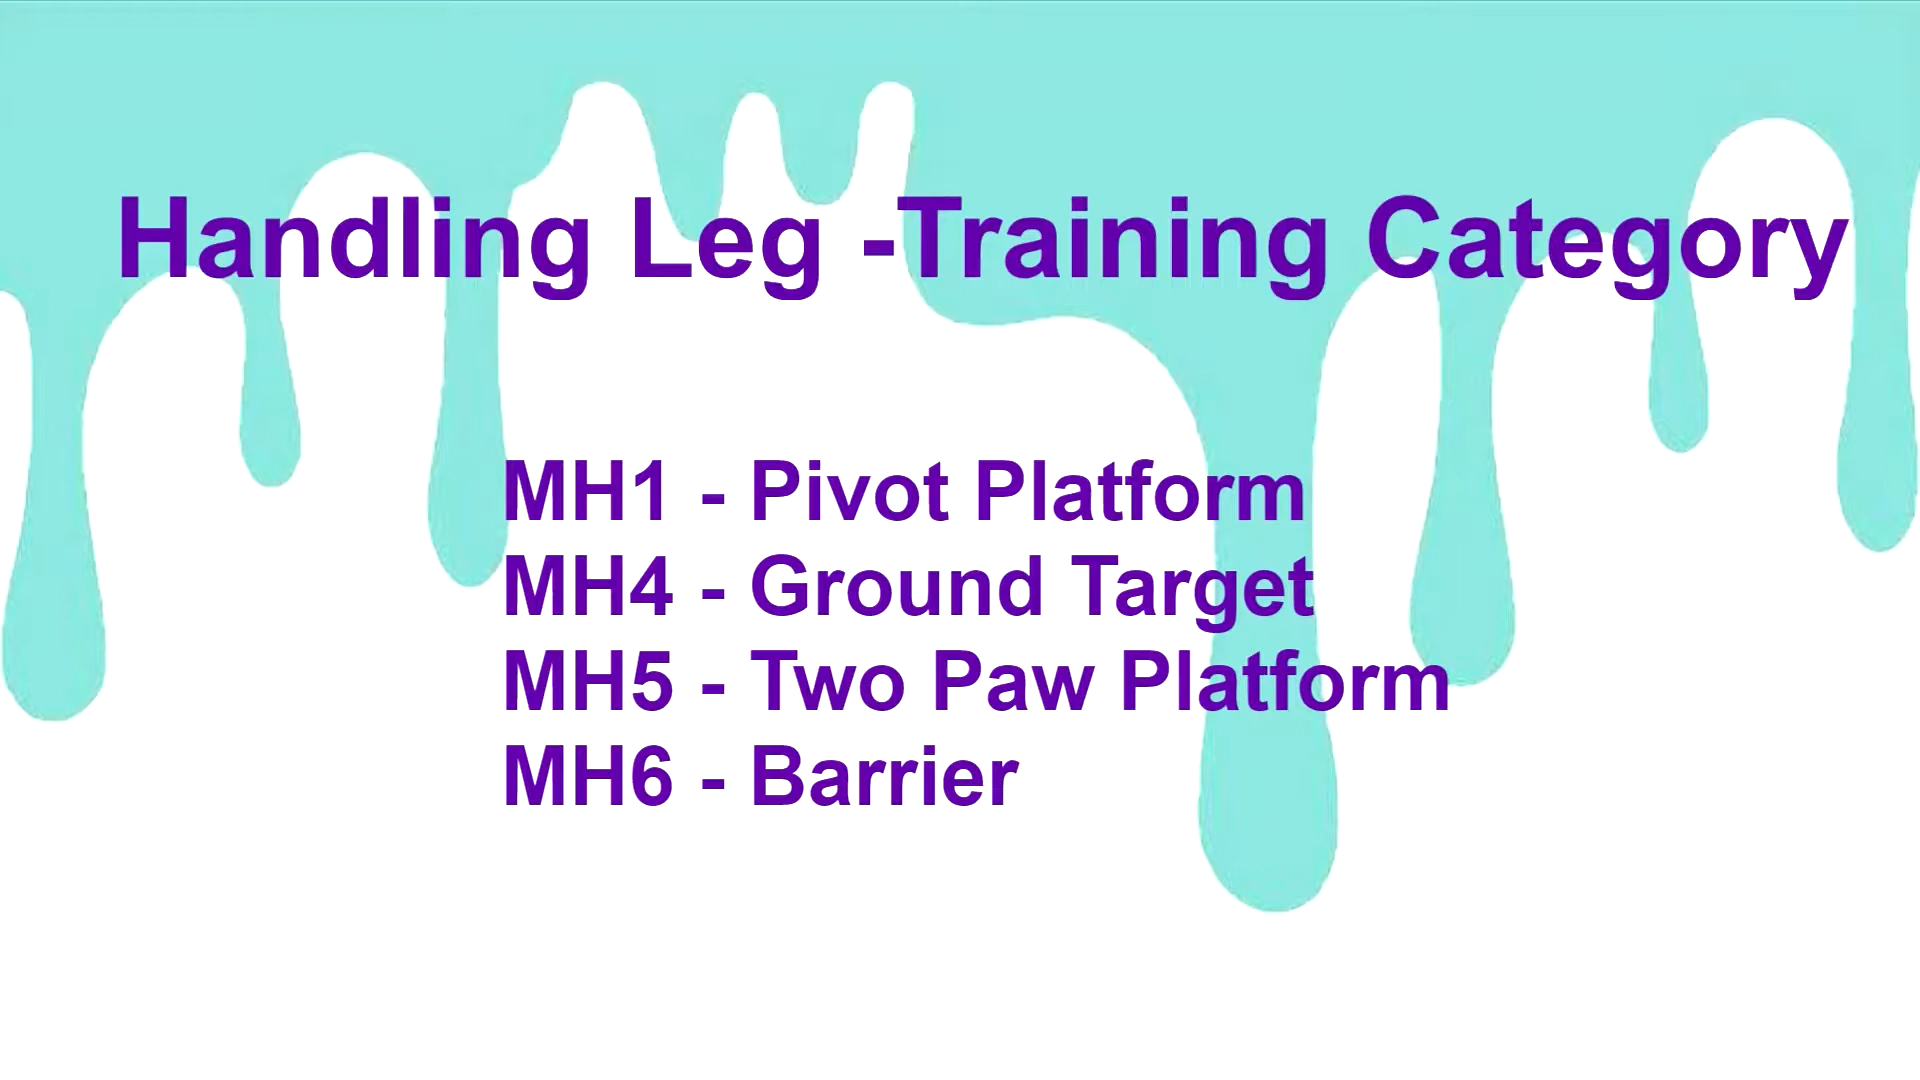 Handling Leg -Training Category
MH1 - Pivot Platform
MH4 - Ground Target
MH5 - Two Paw Platform
MH6 - Barrier